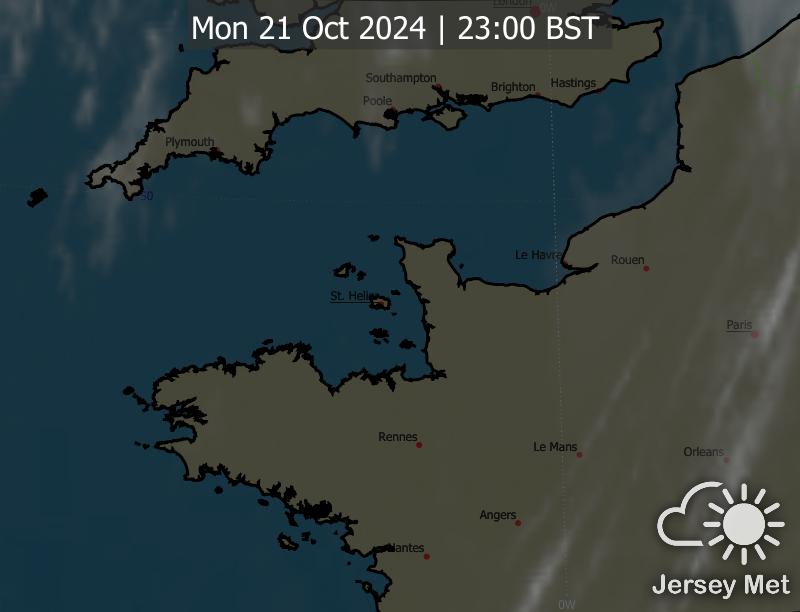 London
0W
Mon 21 Oct 2024 | 23:00 BST
Southampton
Brighton
Hastings
Poole
Plymouth
50
Le Havre
Rouen
St. Helier
Paris
Rennes
Le Mans
Orleans
Angers
Nantes
Jersey Met
0W